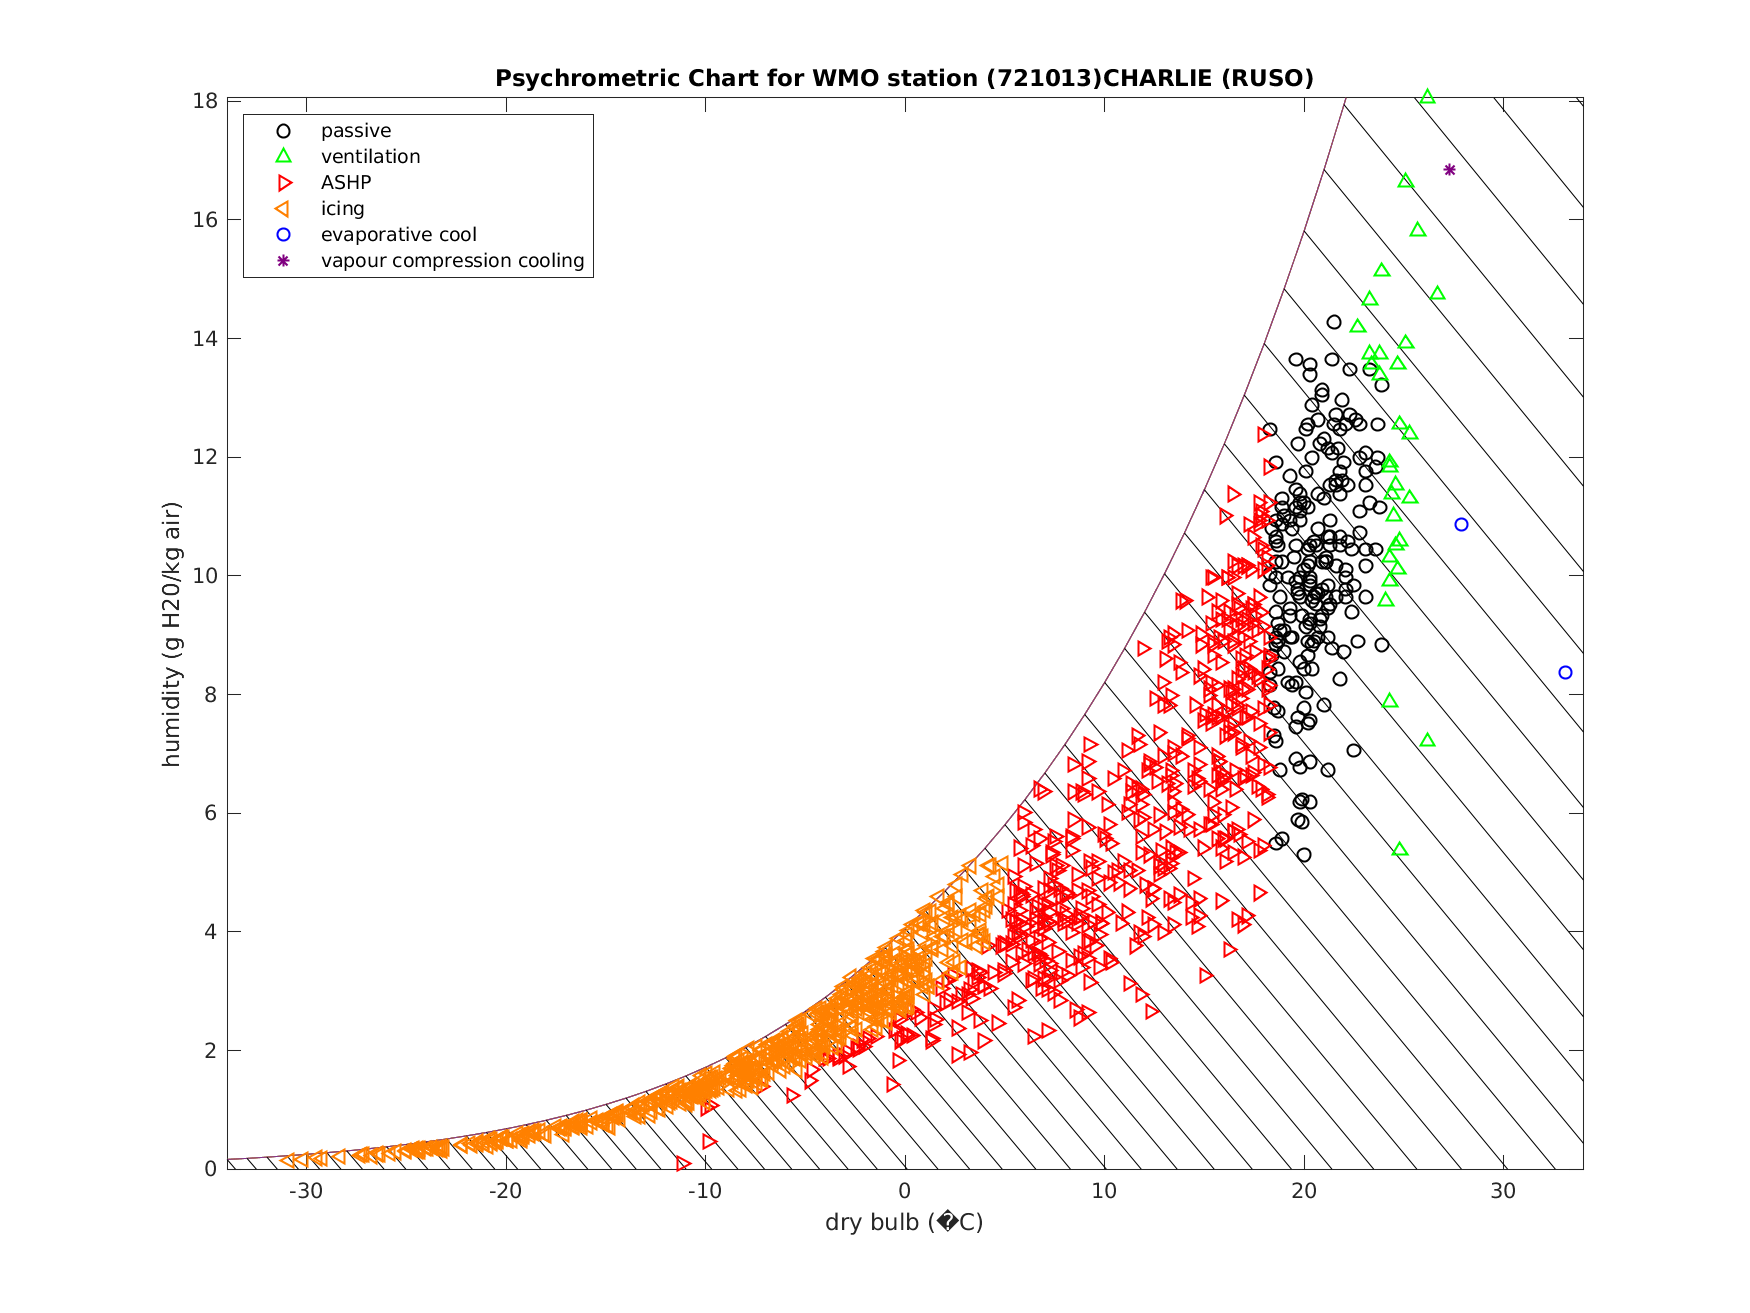 Psychrometric Chart for WMO station (721013)CHARLIE (RUSO)
passive
ventilation
ASHP
icing
evaporative cool
vapour compression cooling
humidity (g H20/kg air)
18
16
14
12
10
8
6
4
2
0
-30 -20 -10 0 10 20 30
dry bulb (�C)